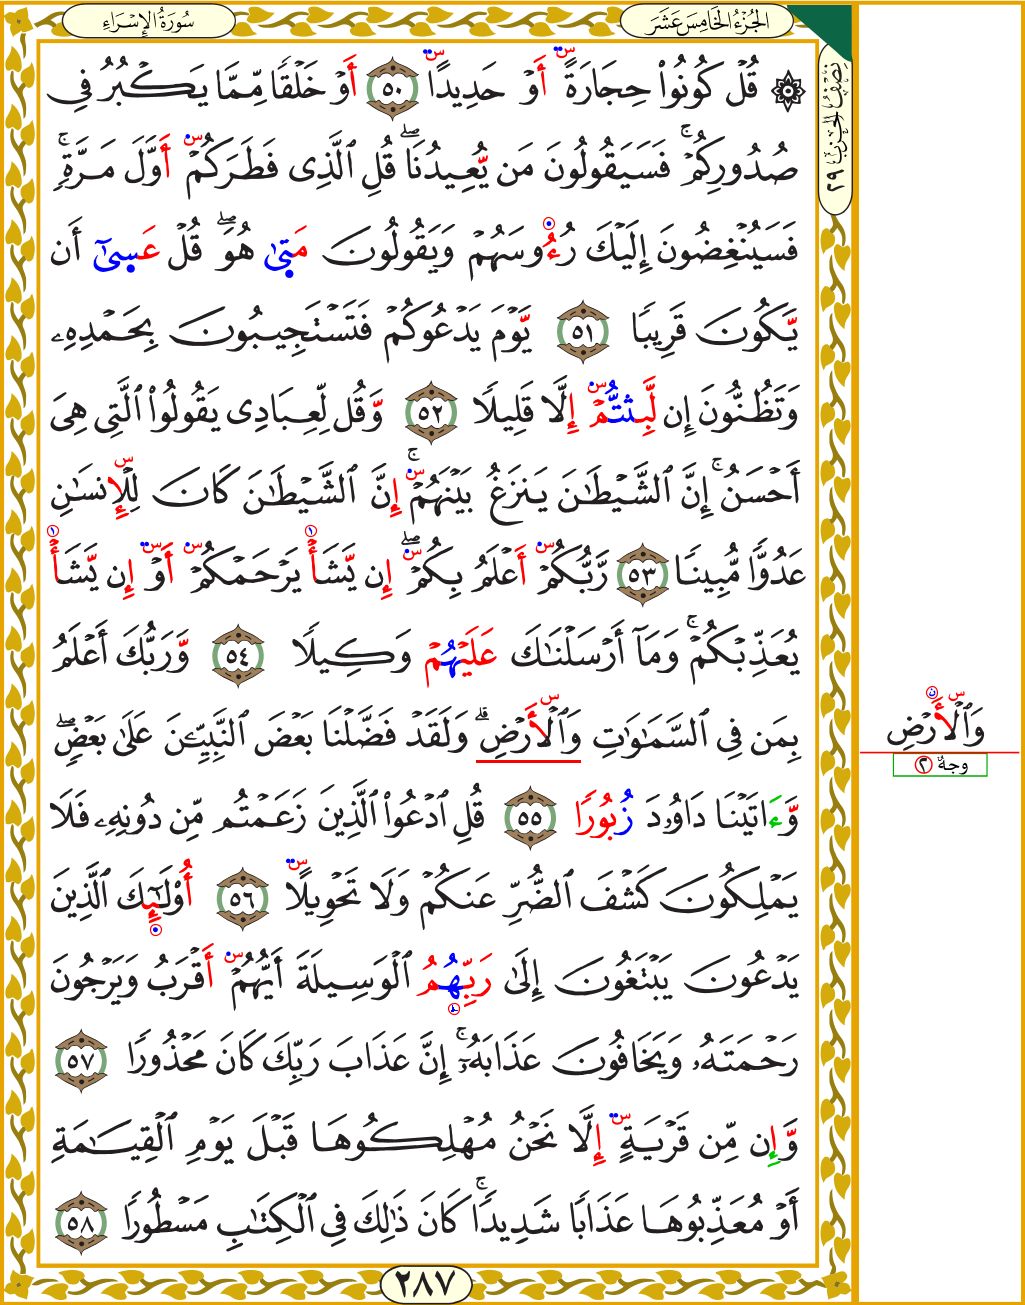 سُورَةُ الإِسْرَاءِ
الجُزْءُ الخَامِسَ عَشَرَ
نِصْفُ الحِزْبِ ٢٩
۞ قُلْ كُونُوا۟ حِجَارَةً أَوْ حَدِيدًا ٥٠ أَوْ خَلْقًا مِّمَّا يَكْبُرُ فِى
صُدُورِكُمْ ۚ فَسَيَقُولُونَ مَن يُّعِيدُنَا ۖ قُلِ ٱلَّذِى فَطَرَكُمْ أَوَّلَ مَرَّةٍ ۚ
فَسَيُنْغِضُونَ إِلَيْكَ رُءُوسَهُمْ وَيَقُولُونَ مَتَىٰ هُوَ ۖ قُلْ عَسَىٰٓ أَن
يَّكُونَ قَرِيبًا ٥١ يَّوْمَ يَدْعُوكُمْ فَتَسْتَجِيبُونَ بِحَمْدِهِۦ
وَتَظُنُّونَ إِن لَّبِثتُّمْ إِلَّا قَلِيلًا ٥٢ وَّقُل لِّعِبَادِى يَقُولُوا۟ ٱلَّتِى هِىَ
أَحْسَنُ ۚ إِنَّ ٱلشَّيْطَٰنَ يَنزَغُ بَيْنَهُمْ ۚ إِنَّ ٱلشَّيْطَٰنَ كَانَ لِلْإِنسَٰنِ
عَدُوًّا مُّبِينًا ٥٣ رَّبُّكُمْ أَعْلَمُ بِكُمْ ۖ إِن يَّشَأْ يَرْحَمْكُمْ أَوْ إِن يَّشَأْ
يُعَذِّبْكُمْ ۚ وَمَآ أَرْسَلْنَٰكَ عَلَيْهُمْ وَكِيلًا ٥٤ وَّرَبُّكَ أَعْلَمُ
بِمَن فِى ٱلسَّمَٰوَٰتِ وَٱلْأَرْضِ ۗ وَلَقَدْ فَضَّلْنَا بَعْضَ ٱلنَّبِيِّـۧنَ عَلَىٰ بَعْضٍ ۖ
وَّءَاتَيْنَا دَاوُۥدَ زُبُورًا ٥٥ قُلِ ٱدْعُوا۟ ٱلَّذِينَ زَعَمْتُم مِّن دُونِهِۦ فَلَا
يَمْلِكُونَ كَشْفَ ٱلضُّرِّ عَنكُمْ وَلَا تَحْوِيلًا ٥٦ أُو۟لَٰٓئِكَ ٱلَّذِينَ
يَدْعُونَ يَبْتَغُونَ إِلَىٰ رَبِّهُمُ ٱلْوَسِيلَةَ أَيُّهُمْ أَقْرَبُ وَيَرْجُونَ
رَحْمَتَهُۥ وَيَخَافُونَ عَذَابَهُۥٓ ۚ إِنَّ عَذَابَ رَبِّكَ كَانَ مَحْذُورًا ٥٧
وَّإِن مِّن قَرْيَةٍ إِلَّا نَحْنُ مُهْلِكُوهَا قَبْلَ يَوْمِ ٱلْقِيَٰمَةِ
أَوْ مُعَذِّبُوهَا عَذَابًا شَدِيدًا ۚ كَانَ ذَٰلِكَ فِى ٱلْكِتَٰبِ مَسْطُورًا ٥٨
٢٨٧
وَٱلْأَرْضِ
وجهٌ ٢